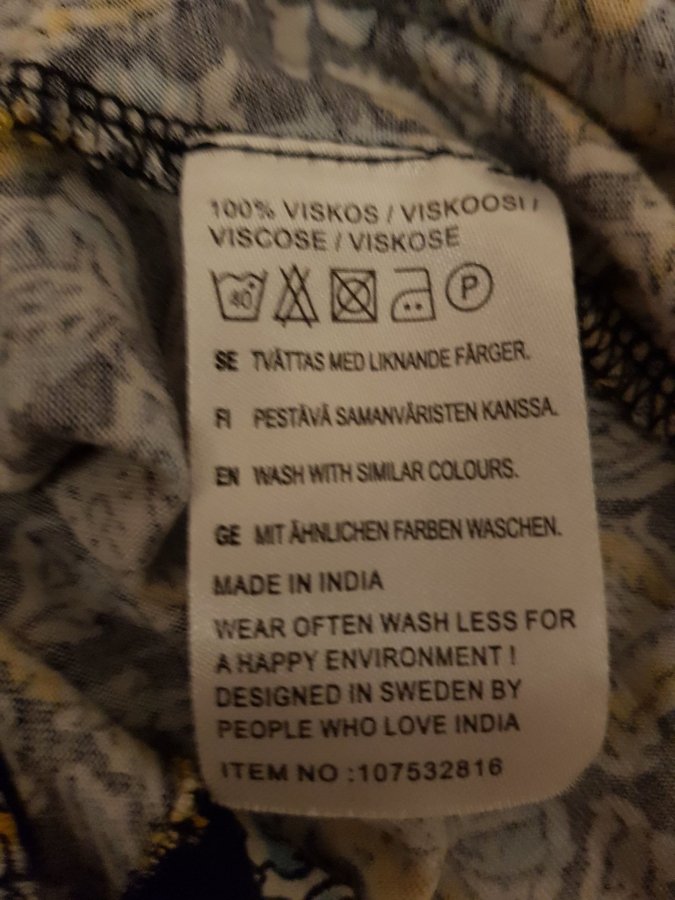 100% VISKOS / VISKOOSI /
VISCOSE / VISKOSE
40 P
SE TVÄTTAS MED LIKNANDE FÄRGER.
FI PESTÄVÄ SAMANVÄRISTEN KANSSA.
EN WASH WITH SIMILAR COLOURS.
GE MIT ÄHNLICHEN FARBEN WASCHEN.
MADE IN INDIA
WEAR OFTEN WASH LESS FOR
A HAPPY ENVIRONMENT !
DESIGNED IN SWEDEN BY
PEOPLE WHO LOVE INDIA
ITEM NO :107532816